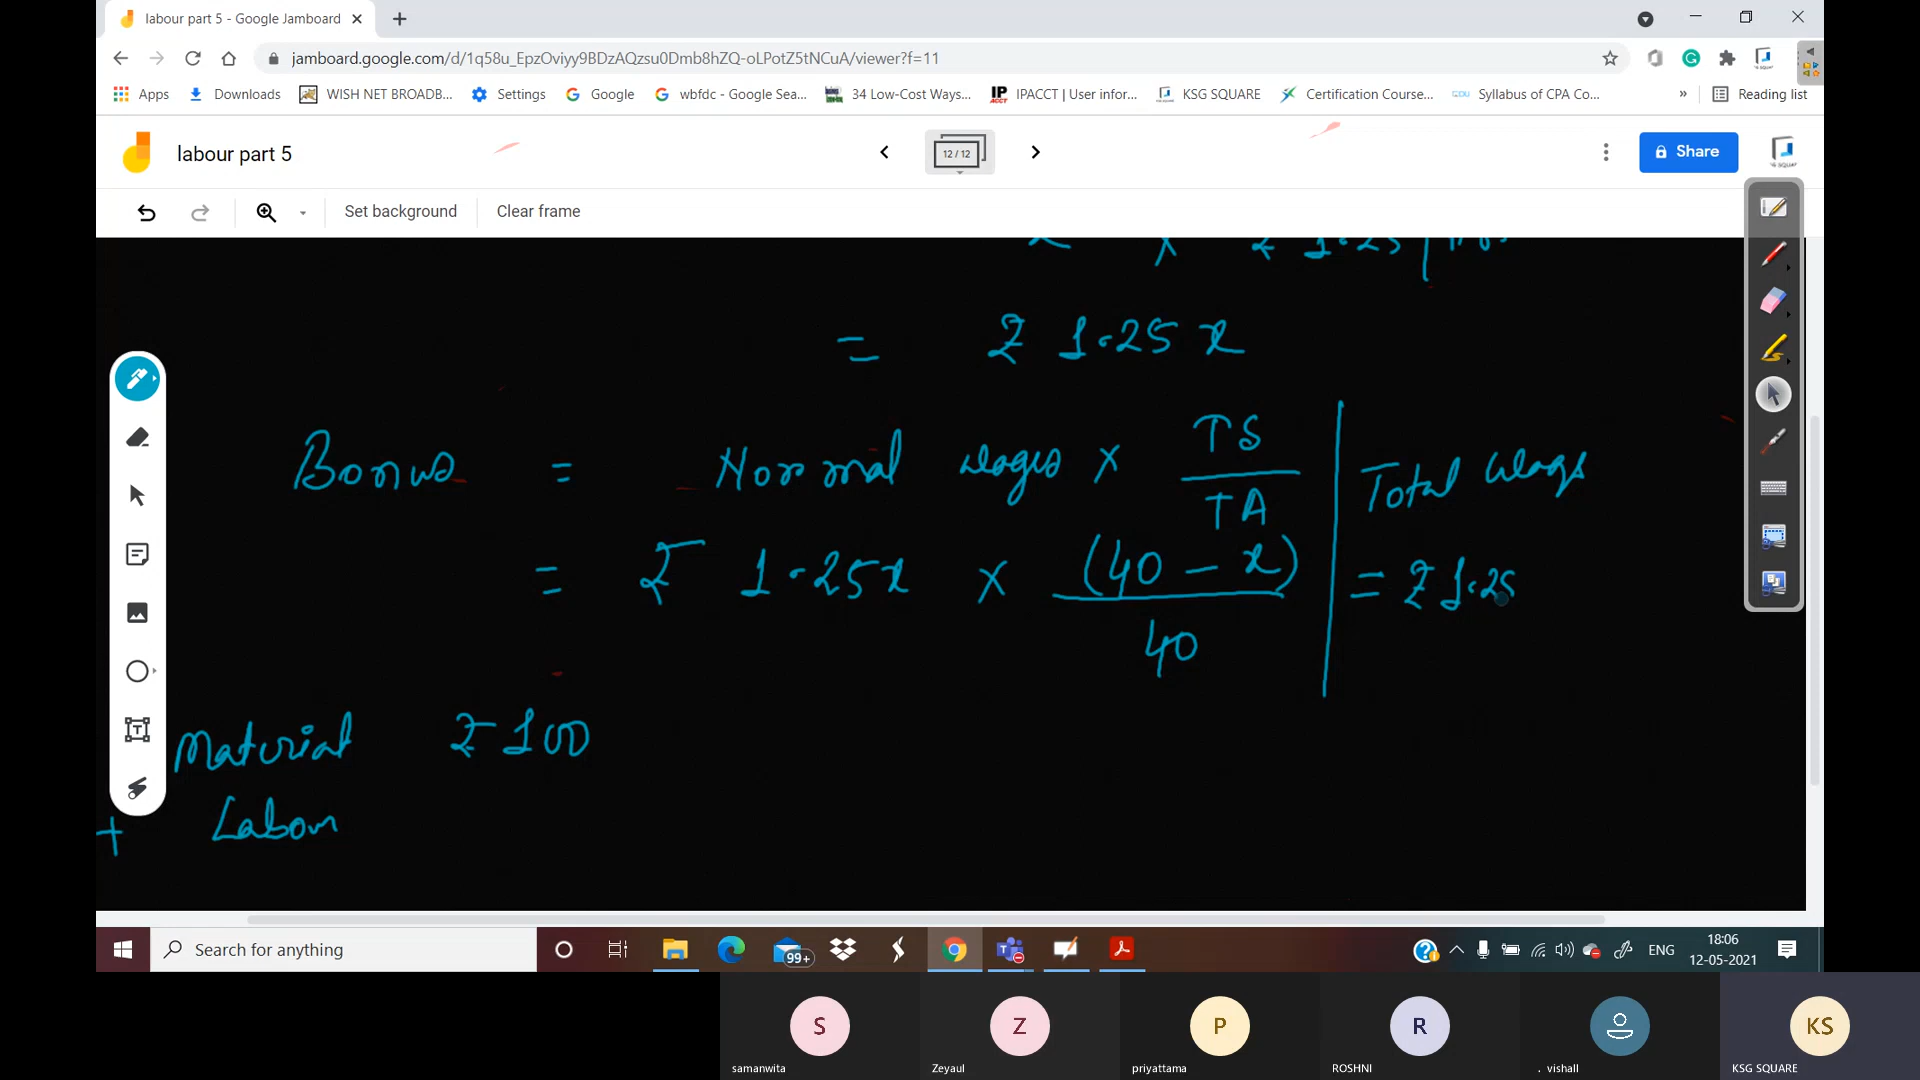 labour part 5 - Google Jamboard
jamboard.google.com/d/1q58u_EpzOviyy9BDzAQzsu0Dmb8hZQ-oLPotZ5tNCuA/viewer?f=11
Apps Downloads WISH NET BROADB... Settings Google wbfdc - Google Sea... 34 Low-Cost Ways... IPACCT | User infor... KSG SQUARE Certification Course... Syllabus of CPA Co... » Reading list
labour part 5
12 / 12
Share
Set background Clear frame
x ₹ 1.25 | hr.
= ₹ 1.25 x
Bonus = Normal wages x TS
TA
Total wages
= ₹ 1.25x x (40 - x)
40
= ₹ 1.25
Material ₹ 100
+ Labour
Search for anything
99+
ENG
18:06
12-05-2021
S Z P R KS
samanwita Zeyaul priyattama ROSHNI . vishall KSG SQUARE